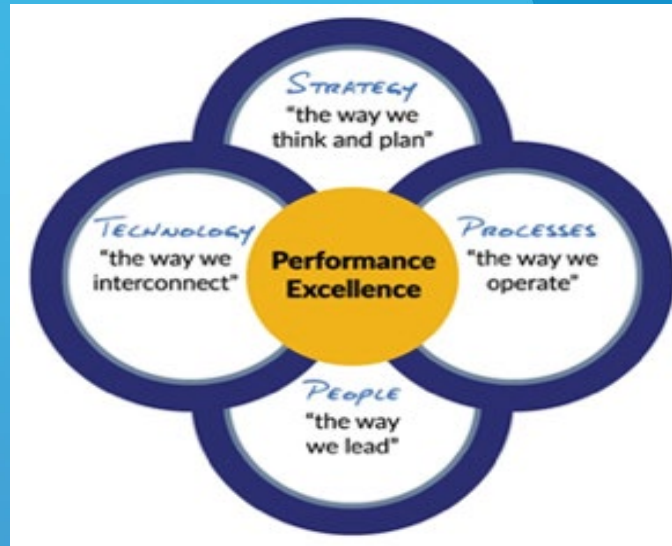 STRATEGY
"the way we
think and plan"
TECHNOLOGY
"the way we
interconnect"
Performance
Excellence
PROCESSES
"the way we
operate"
PEOPLE
"the way
we lead"